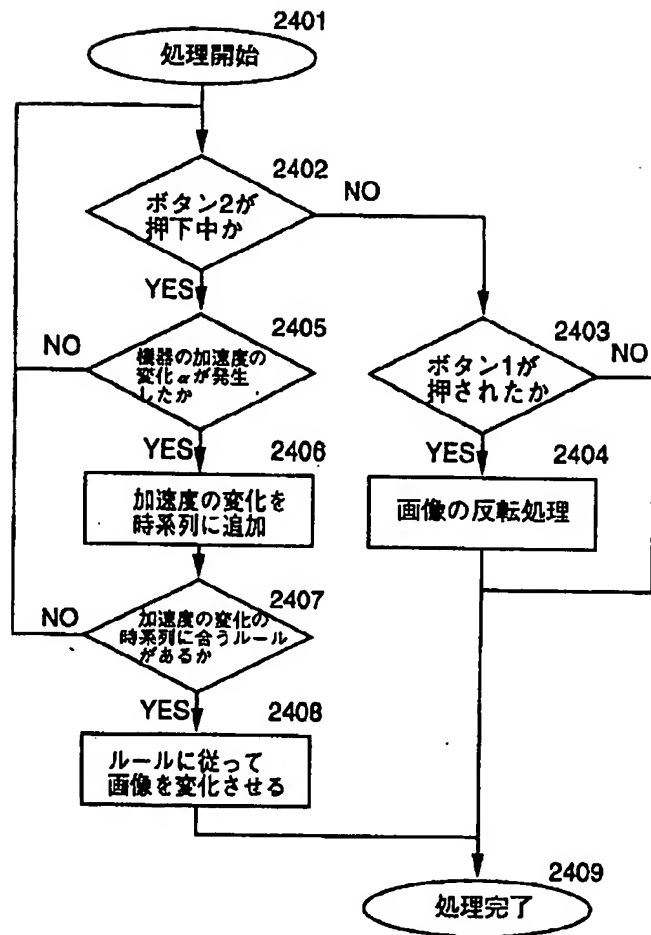 2401
処理開始
2402
ボタン2が
押下中か
NO
YES
2405
NO
機器の加速度の
変化αが発生
したか
YES
2403
ボタン1が
押されたか
NO
YES
2406
加速度の変化を
時系列に追加
2404
画像の反転処理
2407
NO
加速度の変化の
時系列に合うルール
があるか
YES
2408
ルールに従って
画像を変化させる
2409
処理完了